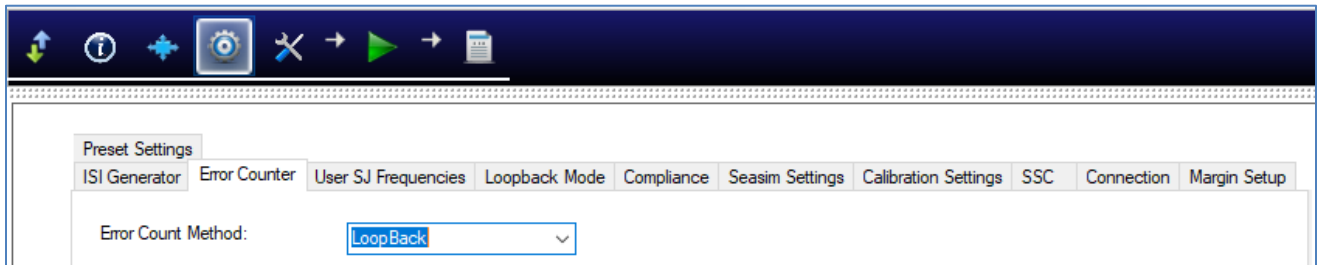 Preset Settings
ISI Generator Error Counter User SJ Frequencies Loopback Mode Compliance Seasim Settings Calibration Settings SSC Connection Margin Setup
Error Count Method: LoopBack